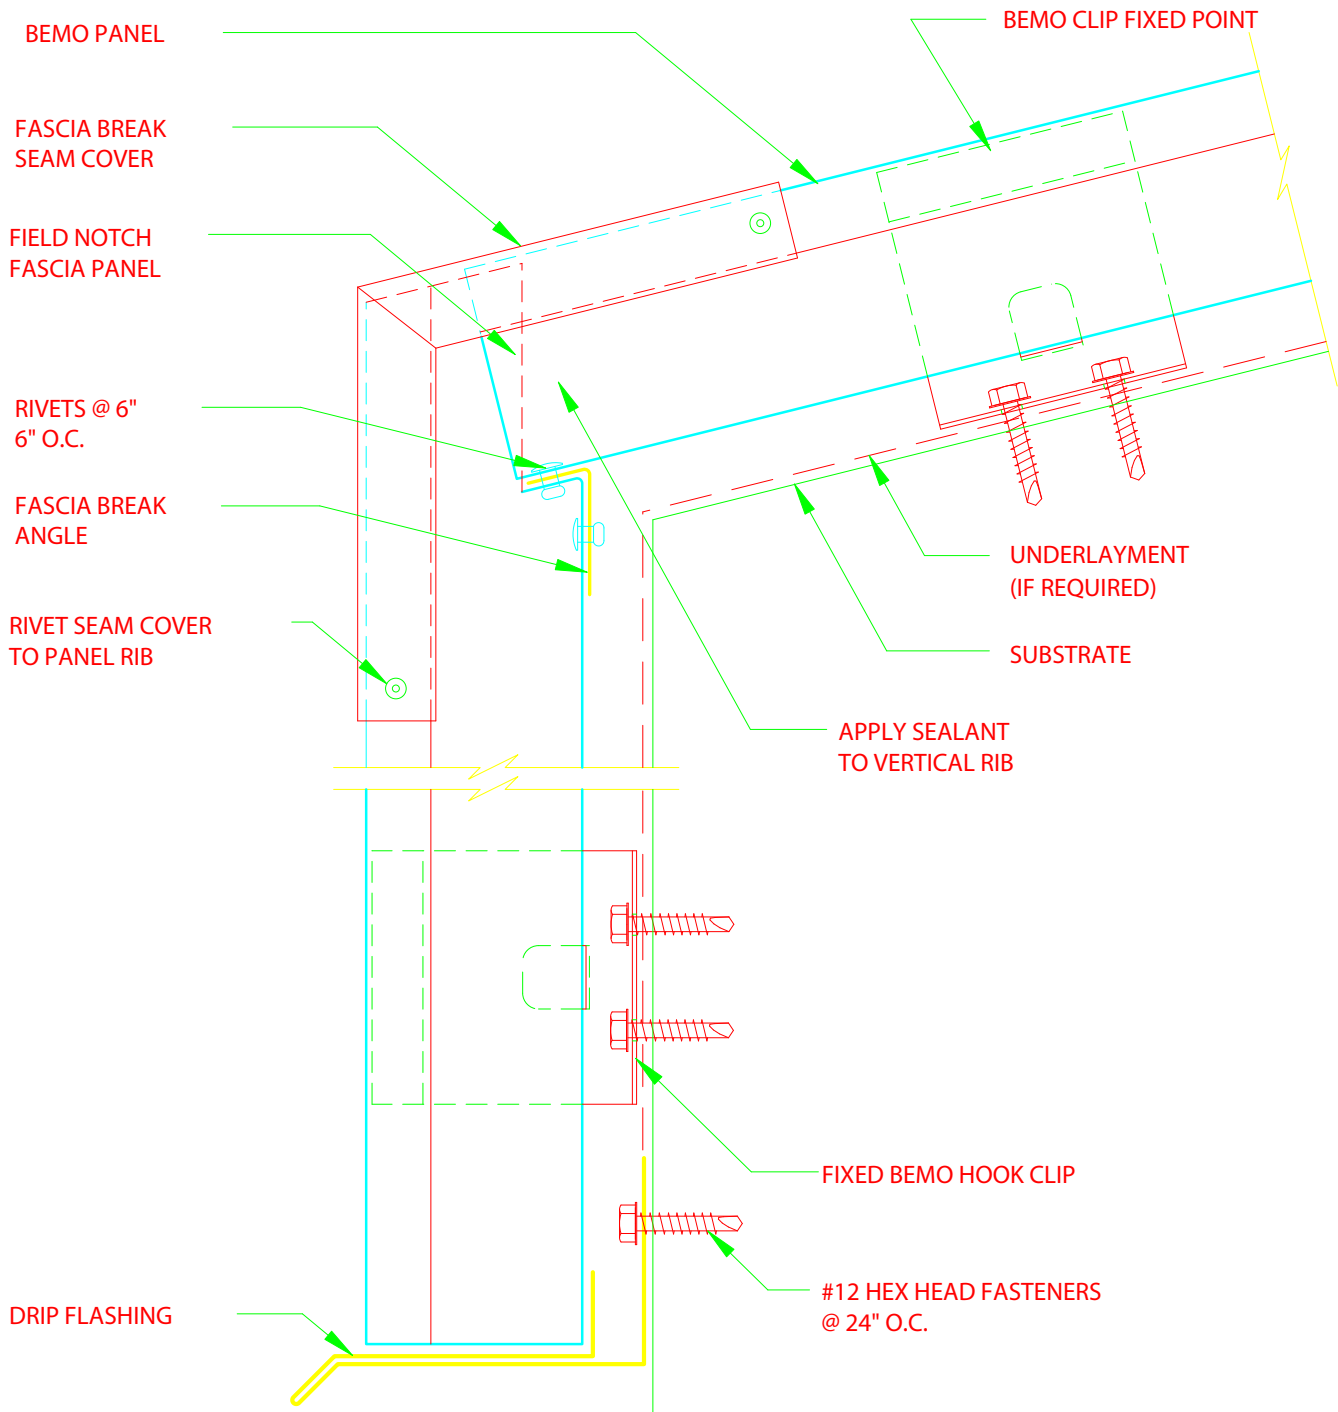 BEMO PANEL
BEMO CLIP FIXED POINT
FASCIA BREAK
SEAM COVER
FIELD NOTCH
FASCIA PANEL
RIVETS @ 6"
6" O.C.
FASCIA BREAK
ANGLE
UNDERLAYMENT
(IF REQUIRED)
RIVET SEAM COVER
TO PANEL RIB
SUBSTRATE
APPLY SEALANT
TO VERTICAL RIB
FIXED BEMO HOOK CLIP
#12 HEX HEAD FASTENERS
@ 24" O.C.
DRIP FLASHING